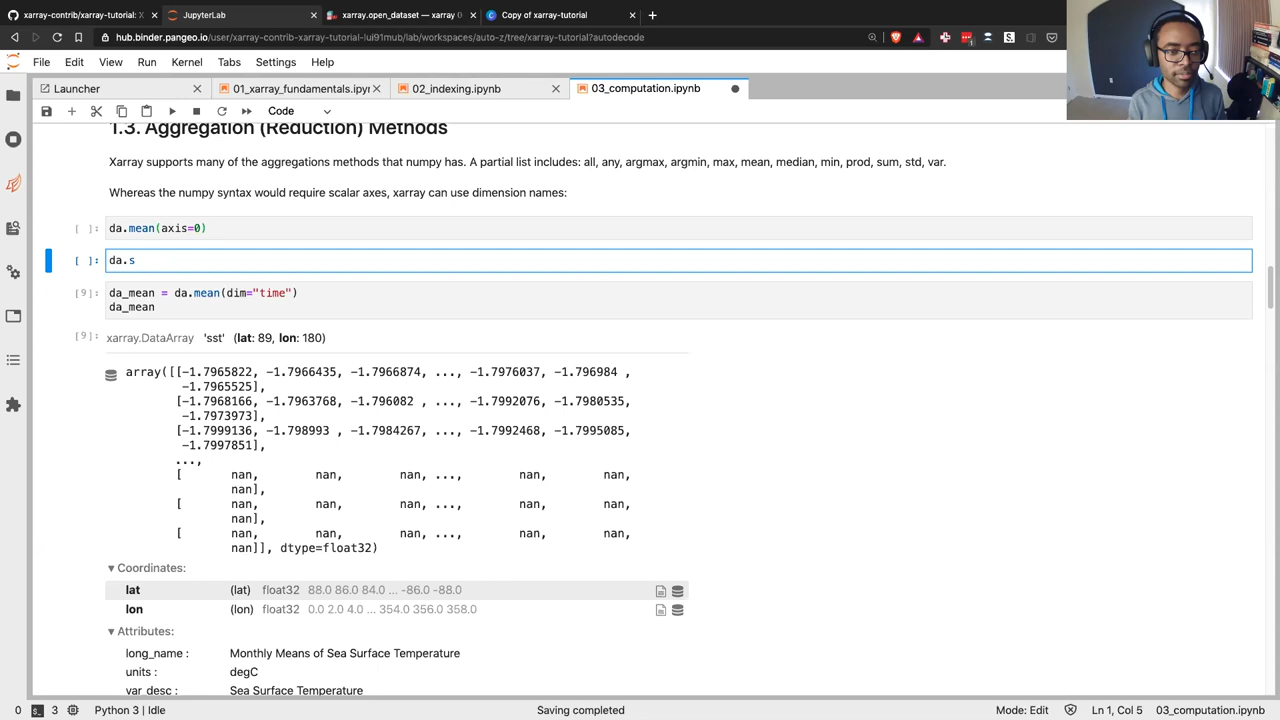 xarray-contrib/xarray-tutorial: X
JupyterLab
xarray.open_dataset — xarray 0
Copy of xarray-tutorial
hub.binder.pangeo.io/user/xarray-contrib-xarray-tutorial-lui91mub/lab/workspaces/auto-z/tree/xarray-tutorial?autodecode
File Edit View Run Kernel Tabs Settings Help
Launcher
01_xarray_fundamentals.ipyn
02_indexing.ipynb
03_computation.ipynb
Code
1.3. Aggregation (Reduction) Methods
Xarray supports many of the aggregations methods that numpy has. A partial list includes: all, any, argmax, argmin, max, mean, median, min, prod, sum, std, var.
Whereas the numpy syntax would require scalar axes, xarray can use dimension names:
[ ]: da.mean(axis=0)
[ ]: da.s
[9]: da_mean = da.mean(dim="time")
da_mean
[9]: xarray.DataArray 'sst' (lat: 89, lon: 180)
array([[-1.7965822, -1.7966435, -1.7966874, ..., -1.7976037, -1.796984 ,
-1.7965525],
[-1.7968166, -1.7963768, -1.796082 , ..., -1.7992076, -1.7980535,
-1.7973973],
[-1.7999136, -1.798993 , -1.7984267, ..., -1.7992468, -1.7995085,
-1.7997851],
...,
[ nan, nan, nan, ..., nan, nan,
nan],
[ nan, nan, nan, ..., nan, nan,
nan],
[ nan, nan, nan, ..., nan, nan,
nan]], dtype=float32)
Coordinates:
lat (lat) float32 88.0 86.0 84.0 ... -86.0 -88.0
lon (lon) float32 0.0 2.0 4.0 ... 354.0 356.0 358.0
Attributes:
long_name : Monthly Means of Sea Surface Temperature
units : degC
var_desc : Sea Surface Temperature
0 3 Python 3 | Idle Saving completed Mode: Edit Ln 1, Col 5 03_computation.ipynb